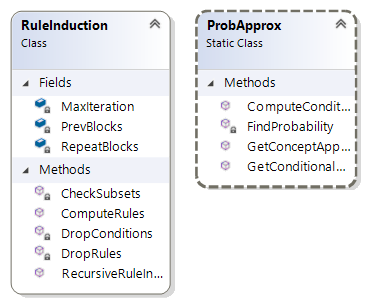 RuleInduction
Class
Fields
MaxIteration
PrevBlocks
RepeatBlocks
Methods
CheckSubsets
ComputeRules
DropConditions
DropRules
RecursiveRuleIn...
ProbApprox
Static Class
Methods
ComputeCondit...
FindProbability
GetConceptApp...
GetConditional...